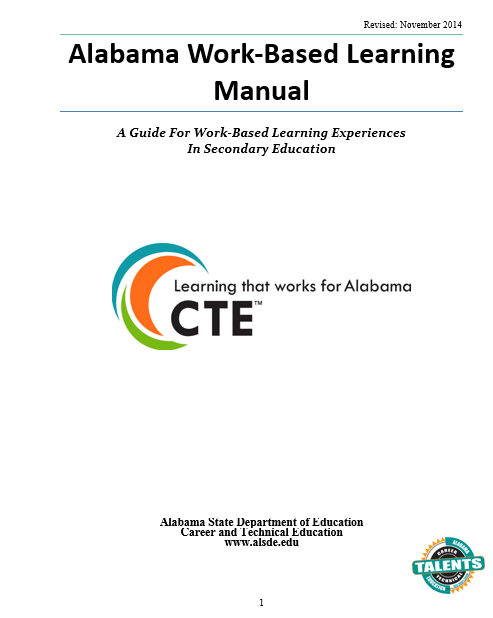 Revised: November 2014
Alabama Work-Based Learning
Manual
A Guide For Work-Based Learning Experiences
In Secondary Education
Learning that works for Alabama
CTE™
Alabama State Department of Education
Career and Technical Education
www.alsde.edu
ALABAMA
CAREER
TALENTS
TECHNICAL
EDUCATION
1